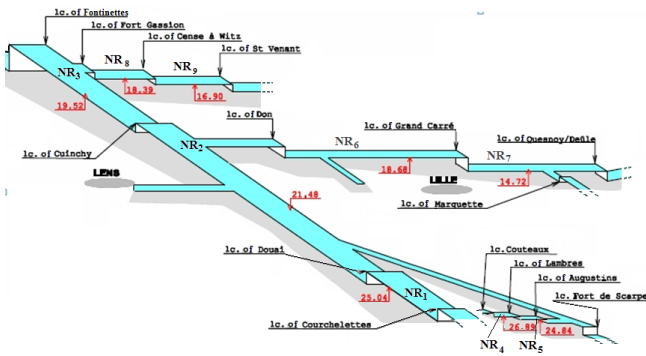 lc. of Fontinettes
lc. of Fort Gassion
lc. of Cense à Witz
lc. of St Venant
NR3
NR8
NR9
19.52
18.39
16.90
lc. of Don
lc. of Grand Carré
lc. of Quesnoy/Deûle
lc. of Cuinchy
NR2
NR6
NR7
LENS
18.68
LILLE
14.72
lc. of Marquette
21,48
lc. of Douai
lc. Couteaux
lc. of Lambres
lc. of Augustins
lc. Fort de Scarpe
NR1
25.04
lc. of Courchelettes
NR4
26.89
NR5
24.84